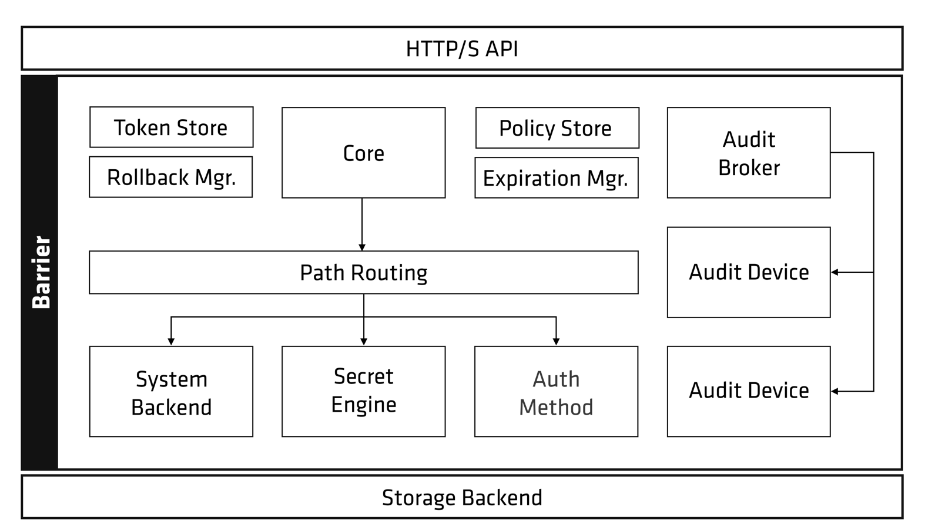 HTTP/S API
Barrier
Token Store
Rollback Mgr.
Core
Policy Store
Expiration Mgr.
Audit
Broker
Path Routing
Audit Device
System
Backend
Secret
Engine
Auth
Method
Audit Device
Storage Backend